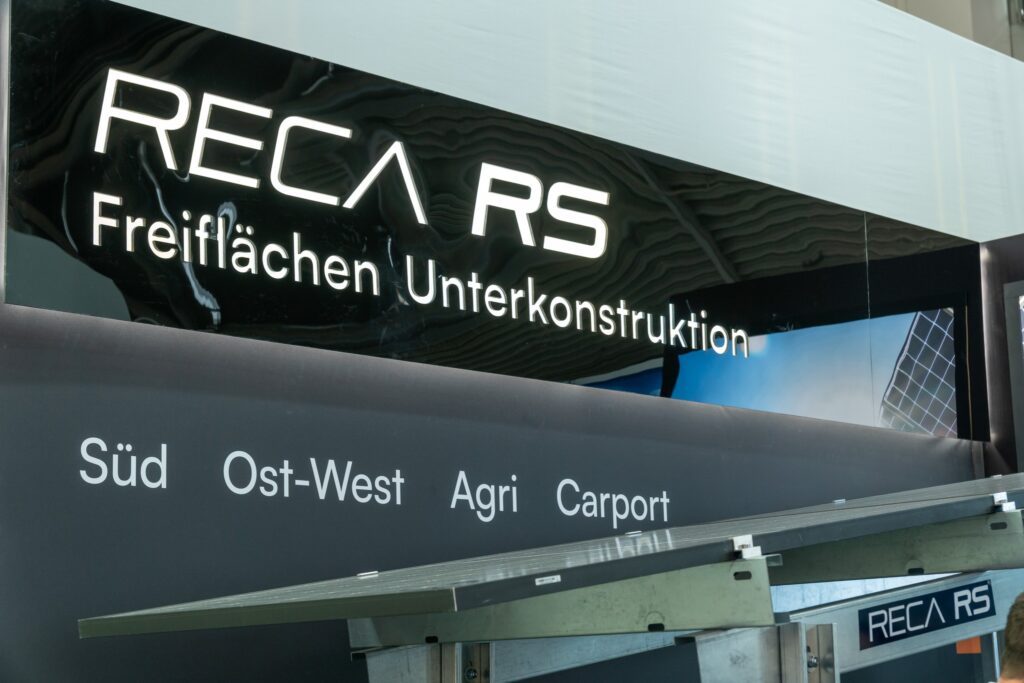 RECA RS
Freiflächen Unterkonstruktion
Süd Ost-West Agri Carport
RECA RS